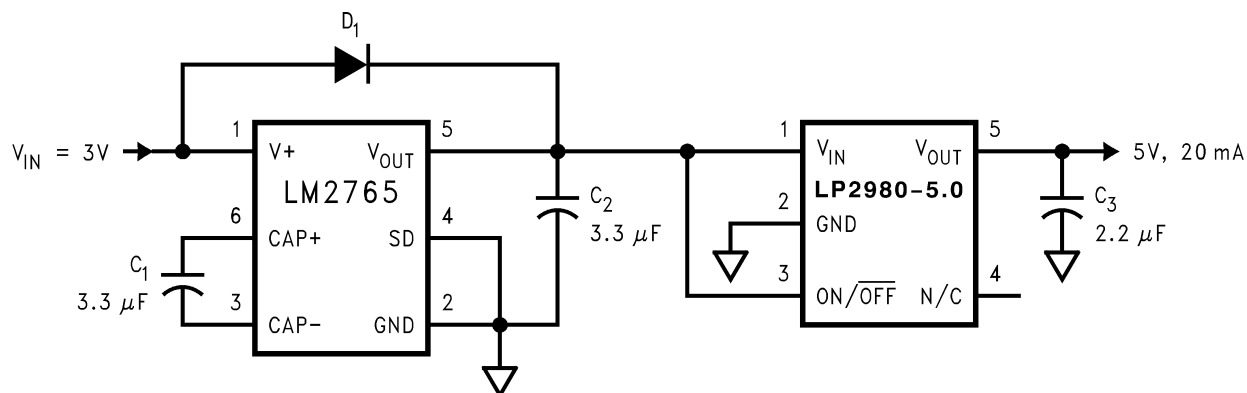 D1
VIN = 3V
1
V+
VOUT
5
LM2765
6
CAP+
SD
4
C1
3.3 μF
3
CAP-
GND
2
C2
3.3 μF
1
VIN
VOUT
5
LP2980-5.0
2
GND
3
ON/OFF
N/C
4
5V, 20 mA
C3
2.2 μF